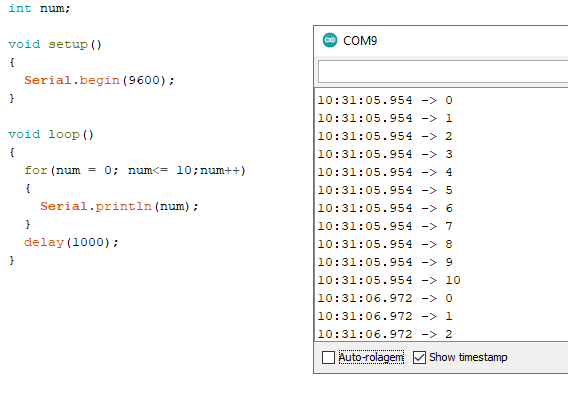 int num;
void setup()
{
  Serial.begin(9600);
}
void loop()
{
  for(num = 0; num<= 10;num++)
  {
    Serial.println(num);
  }
  delay(1000);
}
COM9
10:31:05.954 -> 0
10:31:05.954 -> 1
10:31:05.954 -> 2
10:31:05.954 -> 3
10:31:05.954 -> 4
10:31:05.954 -> 5
10:31:05.954 -> 6
10:31:05.954 -> 7
10:31:05.954 -> 8
10:31:05.954 -> 9
10:31:05.954 -> 10
10:31:06.972 -> 0
10:31:06.972 -> 1
10:31:06.972 -> 2
Auto-rolagem Show timestamp